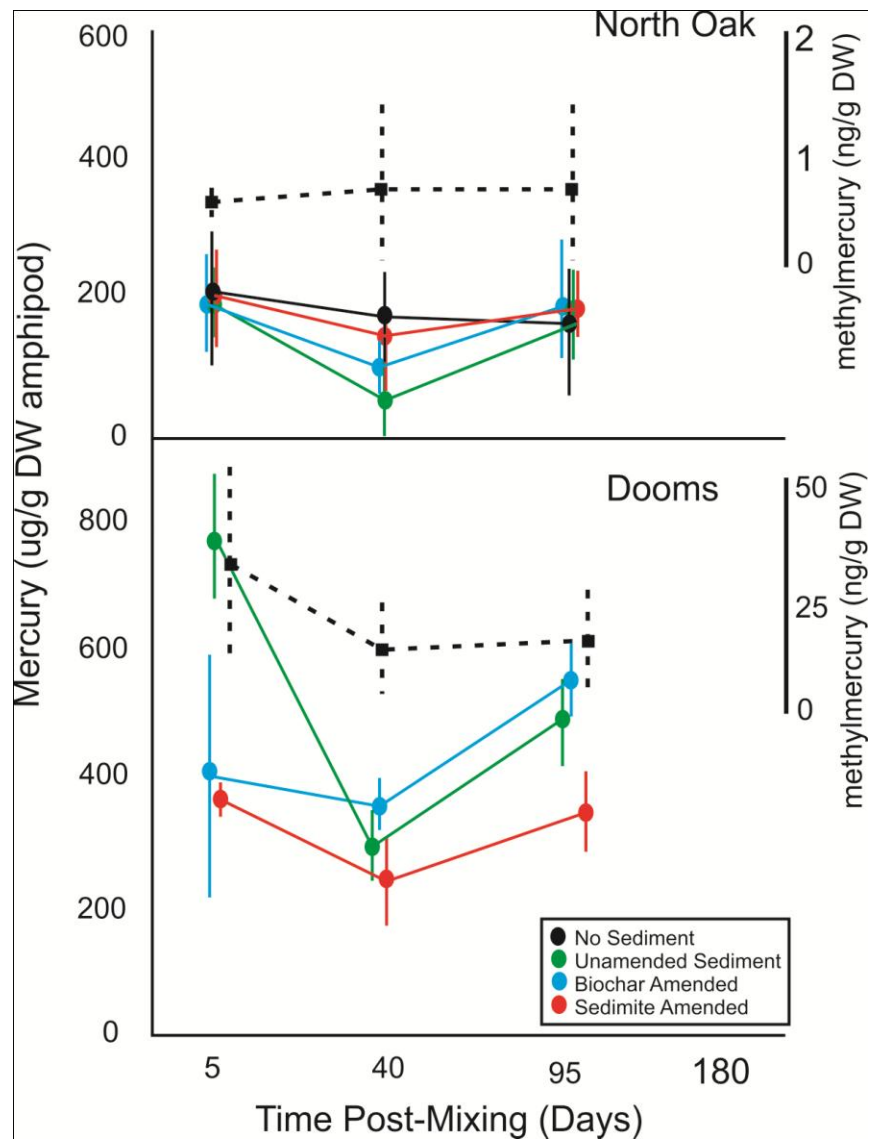 North Oak
600
400
200
0
2
1
0
methylmercury (ng/g DW)
Mercury (ug/g DW amphipod)
Dooms
800
600
400
200
0
50
25
0
methylmercury (ng/g DW)
No Sediment
Unamended Sediment
Biochar Amended
Sedimite Amended
5 40 95 180
Time Post-Mixing (Days)